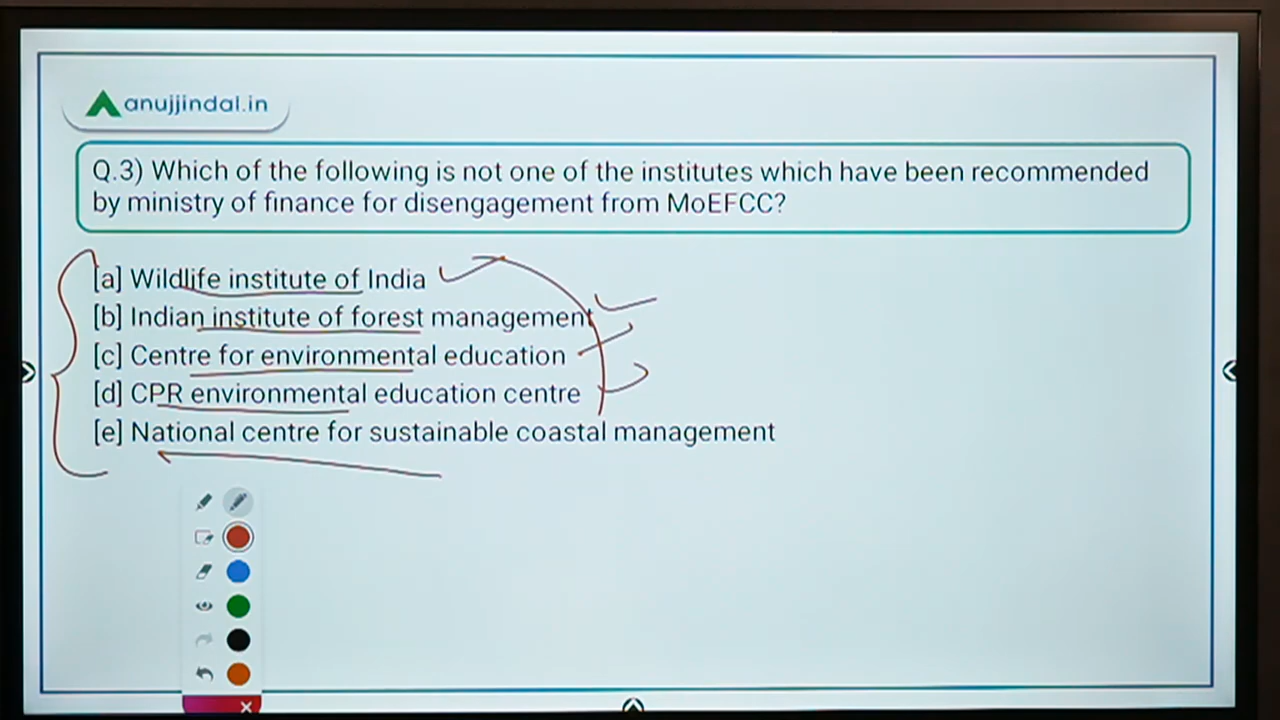 anujjindal.in
Q.3) Which of the following is not one of the institutes which have been recommended
by ministry of finance for disengagement from MoEFCC?
[a] Wildlife institute of India
[b] Indian institute of forest management
[c] Centre for environmental education
[d] CPR environmental education centre
[e] National centre for sustainable coastal management